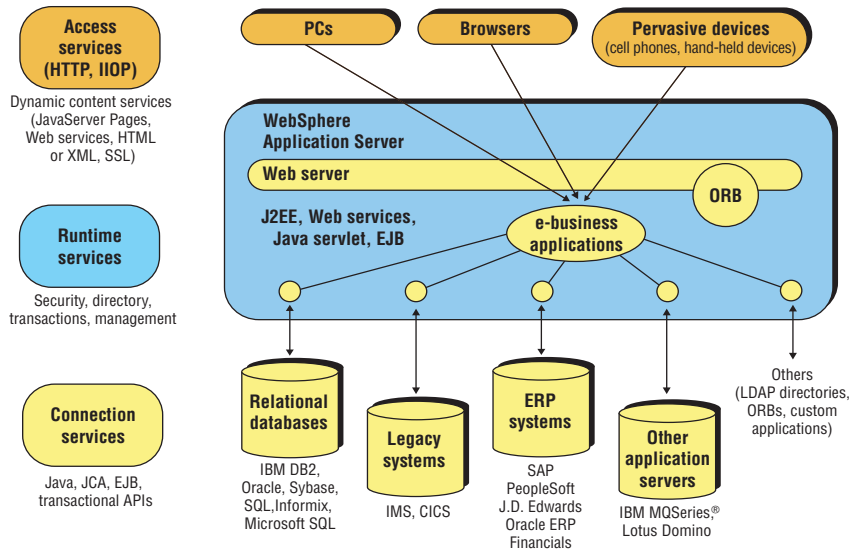 Access
services
(HTTP, IIOP)
Dynamic content services
(JavaServer Pages,
Web services, HTML
or XML, SSL)
Runtime
services
Security, directory,
transactions, management
Connection
services
Java, JCA, EJB,
transactional APIs
PCs
Browsers
Pervasive devices
(cell phones, hand-held devices)
WebSphere
Application Server
Web server
ORB
J2EE, Web services,
Java servlet, EJB
e-business
applications
Relational
databases
IBM DB2,
Oracle, Sybase,
SQL,Informix,
Microsoft SQL
Legacy
systems
IMS, CICS
ERP
systems
SAP
PeopleSoft
J.D. Edwards
Oracle ERP
Financials
Other
application
servers
IBM MQSeries,®
Lotus Domino
Others
(LDAP directories,
ORBs, custom
applications)